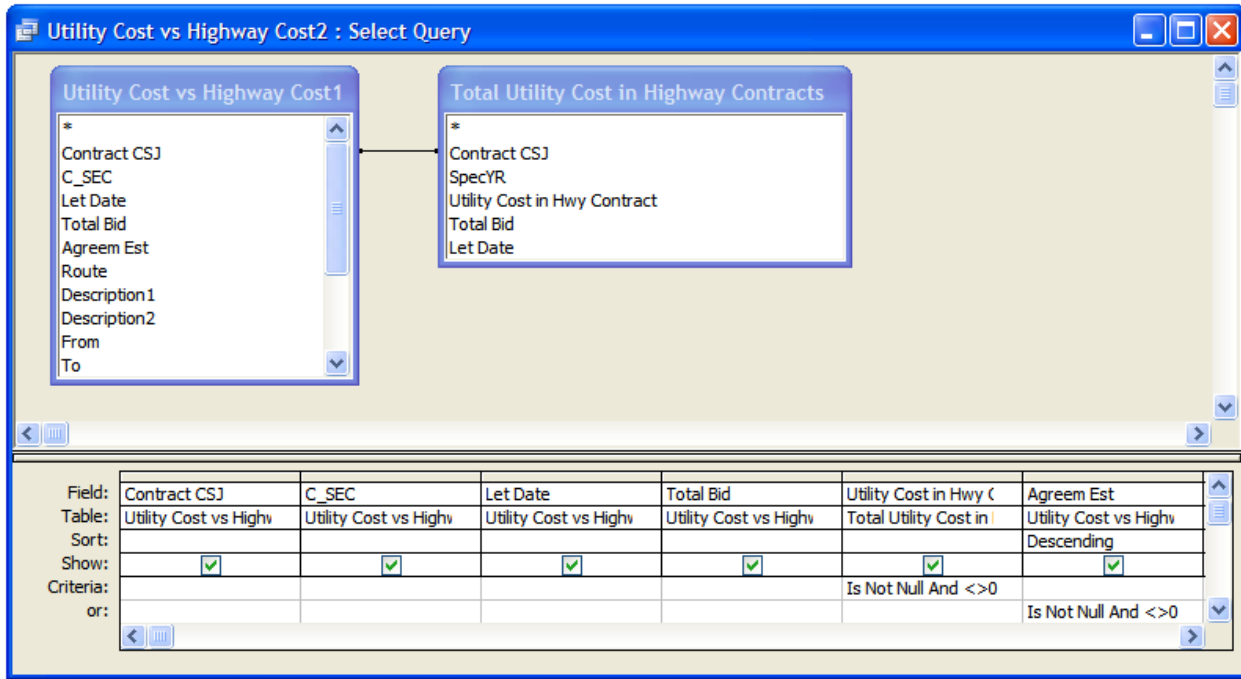 Utility Cost vs Highway Cost2 : Select Query
Utility Cost vs Highway Cost1
*
Contract CSJ
C_SEC
Let Date
Total Bid
Agreem Est
Route
Description1
Description2
From
To
Total Utility Cost in Highway Contracts
*
Contract CSJ
SpecYR
Utility Cost in Hwy Contract
Total Bid
Let Date
Field: Contract CSJ C_SEC Let Date Total Bid Utility Cost in Hwy C Agreem Est
Table: Utility Cost vs Highw Utility Cost vs Highw Utility Cost vs Highw Utility Cost vs Highw Total Utility Cost in Utility Cost vs Highw
Sort: Descending
Show:
Criteria: Is Not Null And <>0
or: Is Not Null And <>0